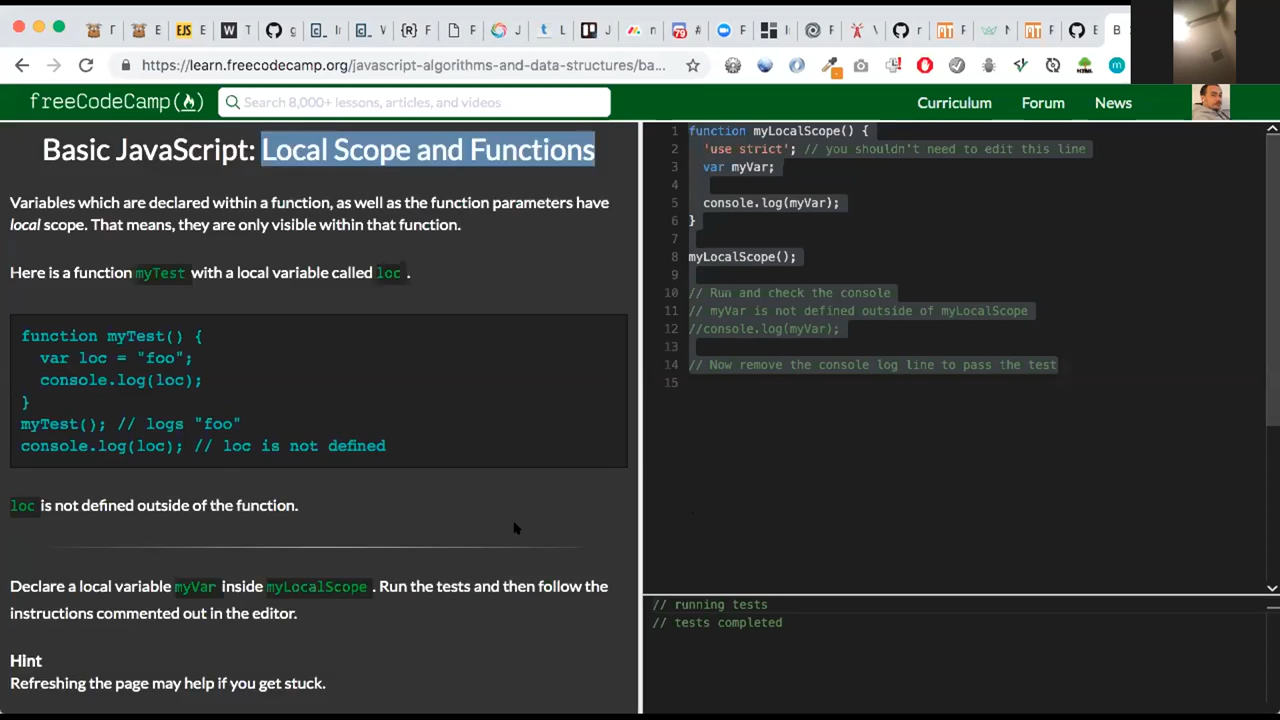 https://learn.freecodecamp.org/javascript-algorithms-and-data-structures/ba...
freeCodeCamp
Search 8,000+ lessons, articles, and videos
Curriculum
Forum
News
Basic JavaScript: Local Scope and Functions
Variables which are declared within a function, as well as the function parameters have
local scope. That means, they are only visible within that function.
Here is a function myTest with a local variable called loc .
function myTest() {
var loc = "foo";
console.log(loc);
}
myTest(); // logs "foo"
console.log(loc); // loc is not defined
loc is not defined outside of the function.
Declare a local variable myVar inside myLocalScope. Run the tests and then follow the
instructions commented out in the editor.
Hint
Refreshing the page may help if you get stuck.
1 function myLocalScope() {
2 'use strict'; // you shouldn't need to edit this line
3 var myVar;
4
5 console.log(myVar);
6 }
7
8 myLocalScope();
9
10 // Run and check the console
11 // myVar is not defined outside of myLocalScope
12 //console.log(myVar);
13
14 // Now remove the console log line to pass the test
15
// running tests
// tests completed